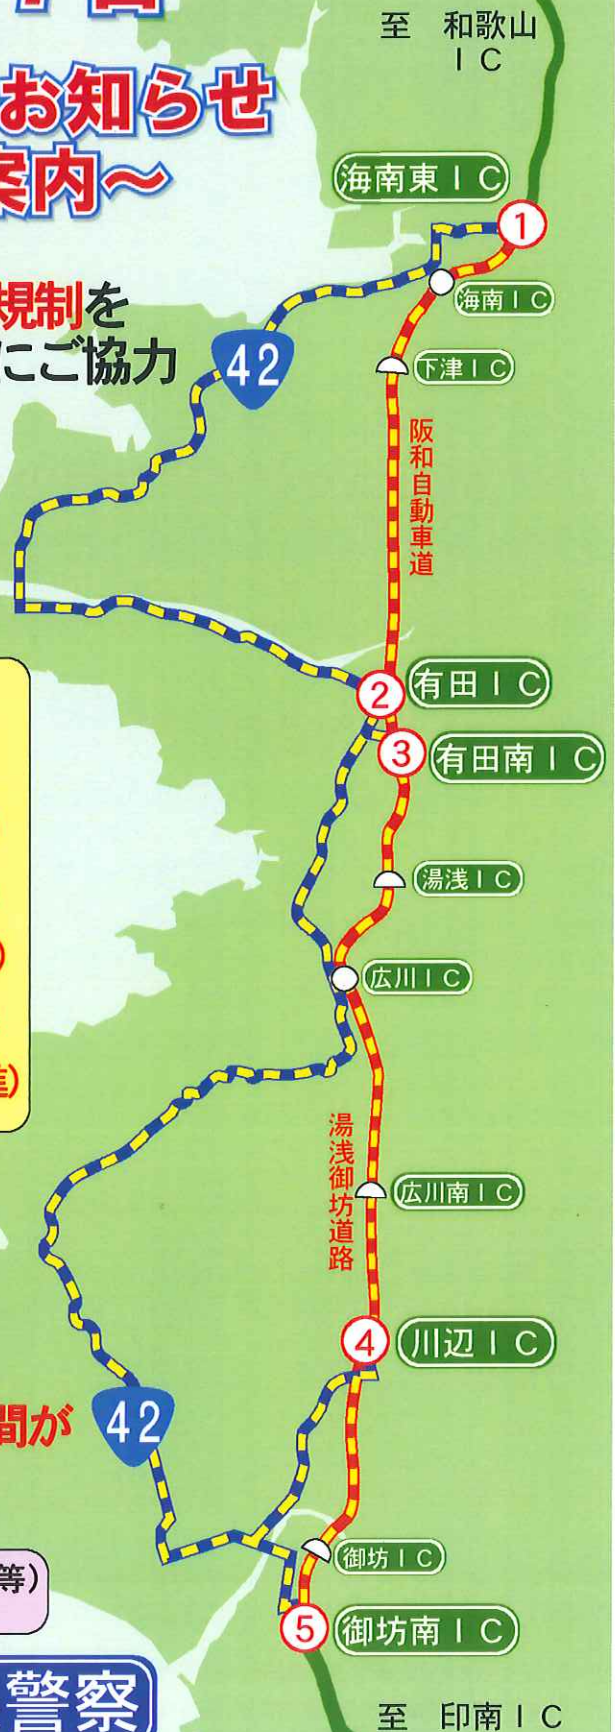 至 和歌山
IC
お知らせ
案内～
海南東IC
①
海南IC
規制を
にご協力
42
下津IC
阪和自動車道
②
有田IC
③
有田南IC
湯浅IC
広川IC
湯浅御坊道路
広川南IC
④
川辺IC
間が
42
御坊IC
等)
⑤
御坊南IC
警察
至 印南IC